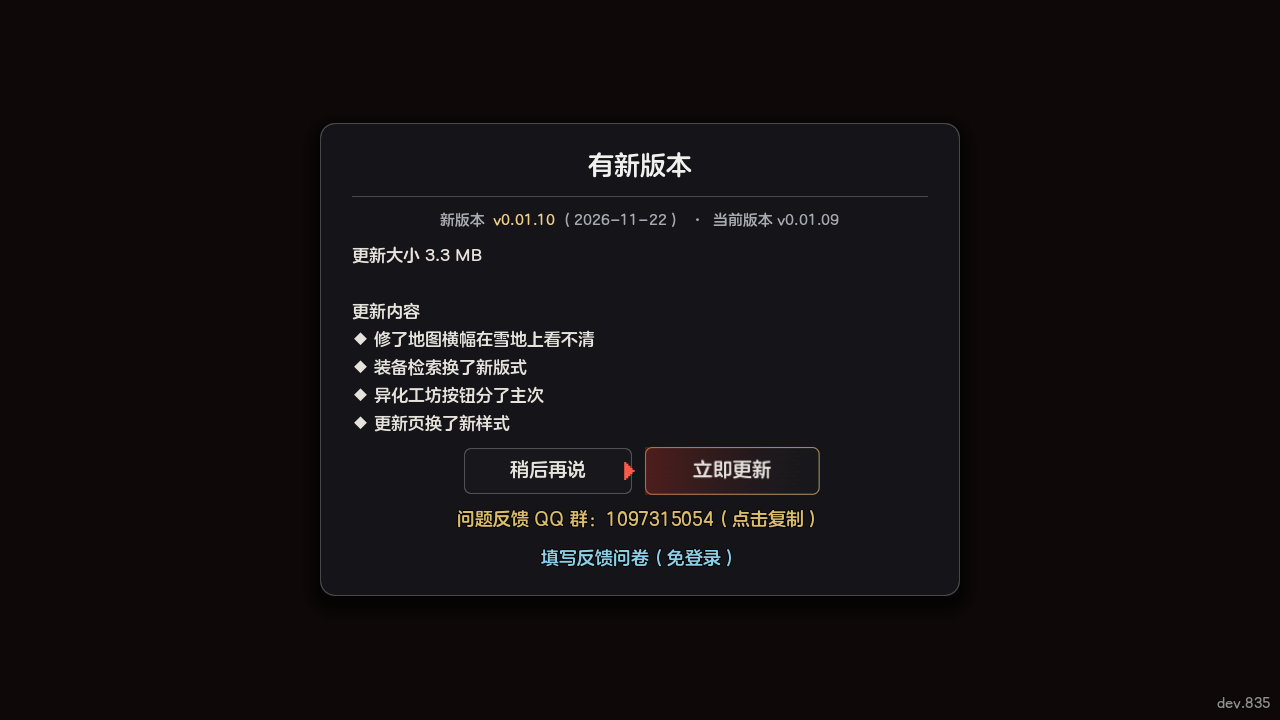 有新版本
新版本 v0.01.10（2026-11-22） · 当前版本 v0.01.09
更新大小 3.3 MB
更新内容
◆ 修了地图横幅在雪地上看不清
◆ 装备检索换了新版式
◆ 异化工坊按钮分了主次
◆ 更新页换了新样式
稍后再说 立即更新
问题反馈 QQ 群：1097315054（点击复制）
填写反馈问卷（免登录）
dev.835